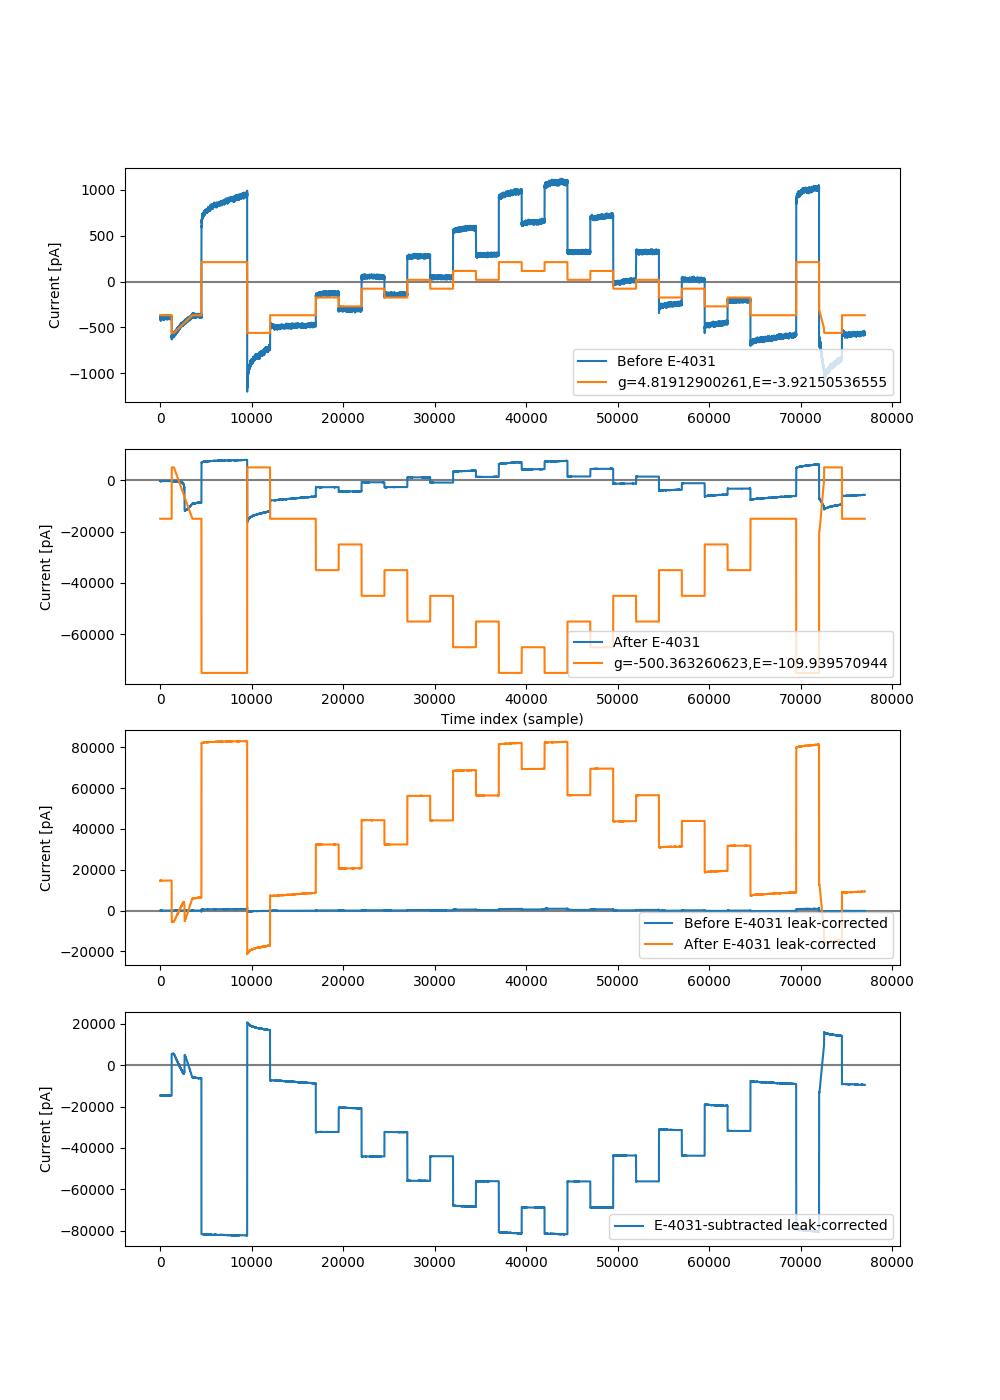 1000
500
0
−500
−1000
Current [pA]
Before E-4031
g=4.81912900261,E=-3.92150536555
0 10000 20000 30000 40000 50000 60000 70000 80000
0
−20000
−40000
−60000
Current [pA]
After E-4031
g=-500.363260623,E=-109.939570944
0 10000 20000 30000 40000 50000 60000 70000 80000
Time index (sample)
80000
60000
40000
20000
0
−20000
Current [pA]
Before E-4031 leak-corrected
After E-4031 leak-corrected
0 10000 20000 30000 40000 50000 60000 70000 80000
20000
0
−20000
−40000
−60000
−80000
Current [pA]
E-4031-subtracted leak-corrected
0 10000 20000 30000 40000 50000 60000 70000 80000